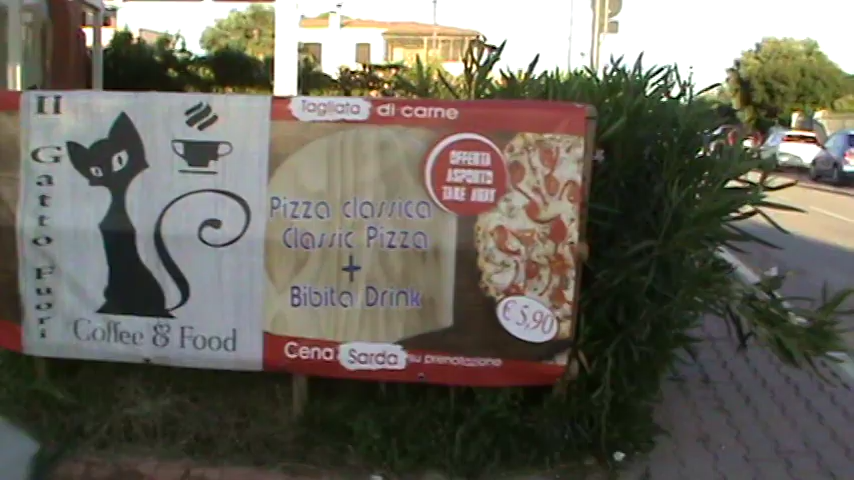 Il Gatto Fuori
Coffee & Food
Tagliata di carne
OFFERTA
ASPORTO
TAKE AWAY
Pizza classica
Classic Pizza
+
Bibita Drink
€ 5,90
Cena Sarda su prenotazione